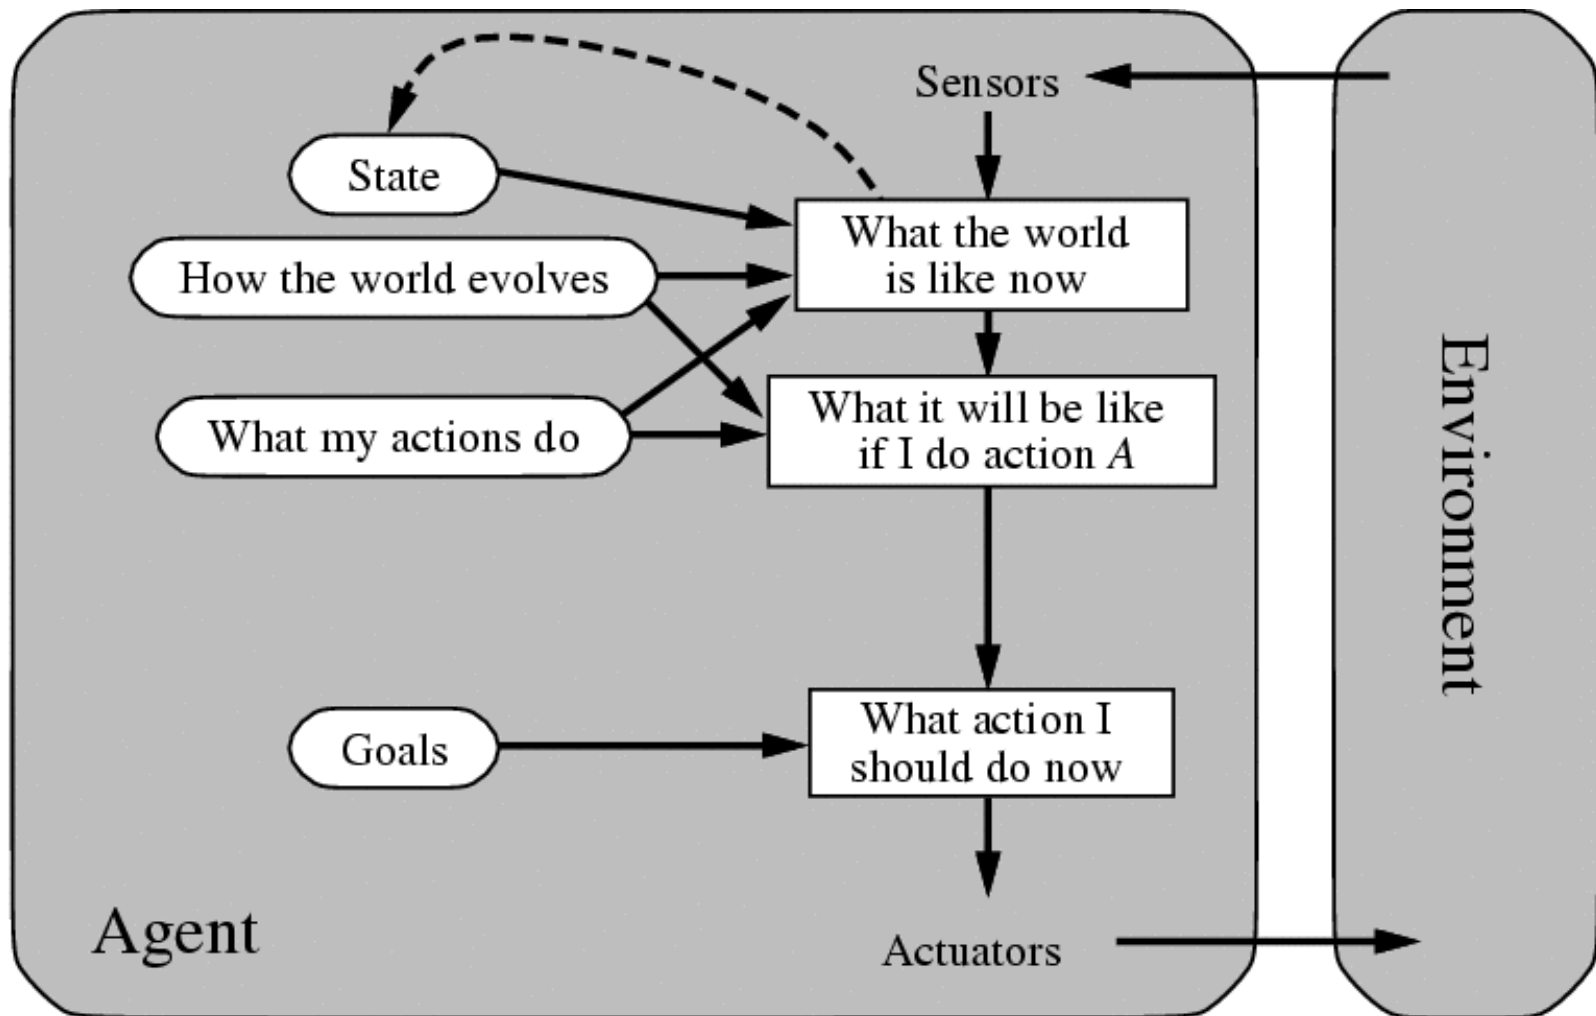 Sensors
State
What the world
is like now
How the world evolves
What my actions do
What it will be like
if I do action A
Goals
What action I
should do now
Agent
Actuators
Environment